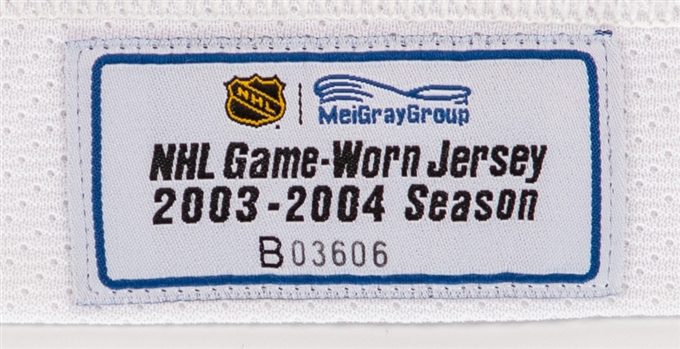 NHL
MeiGrayGroup
NHL Game-Worn Jersey
2003-2004 Season
B03606